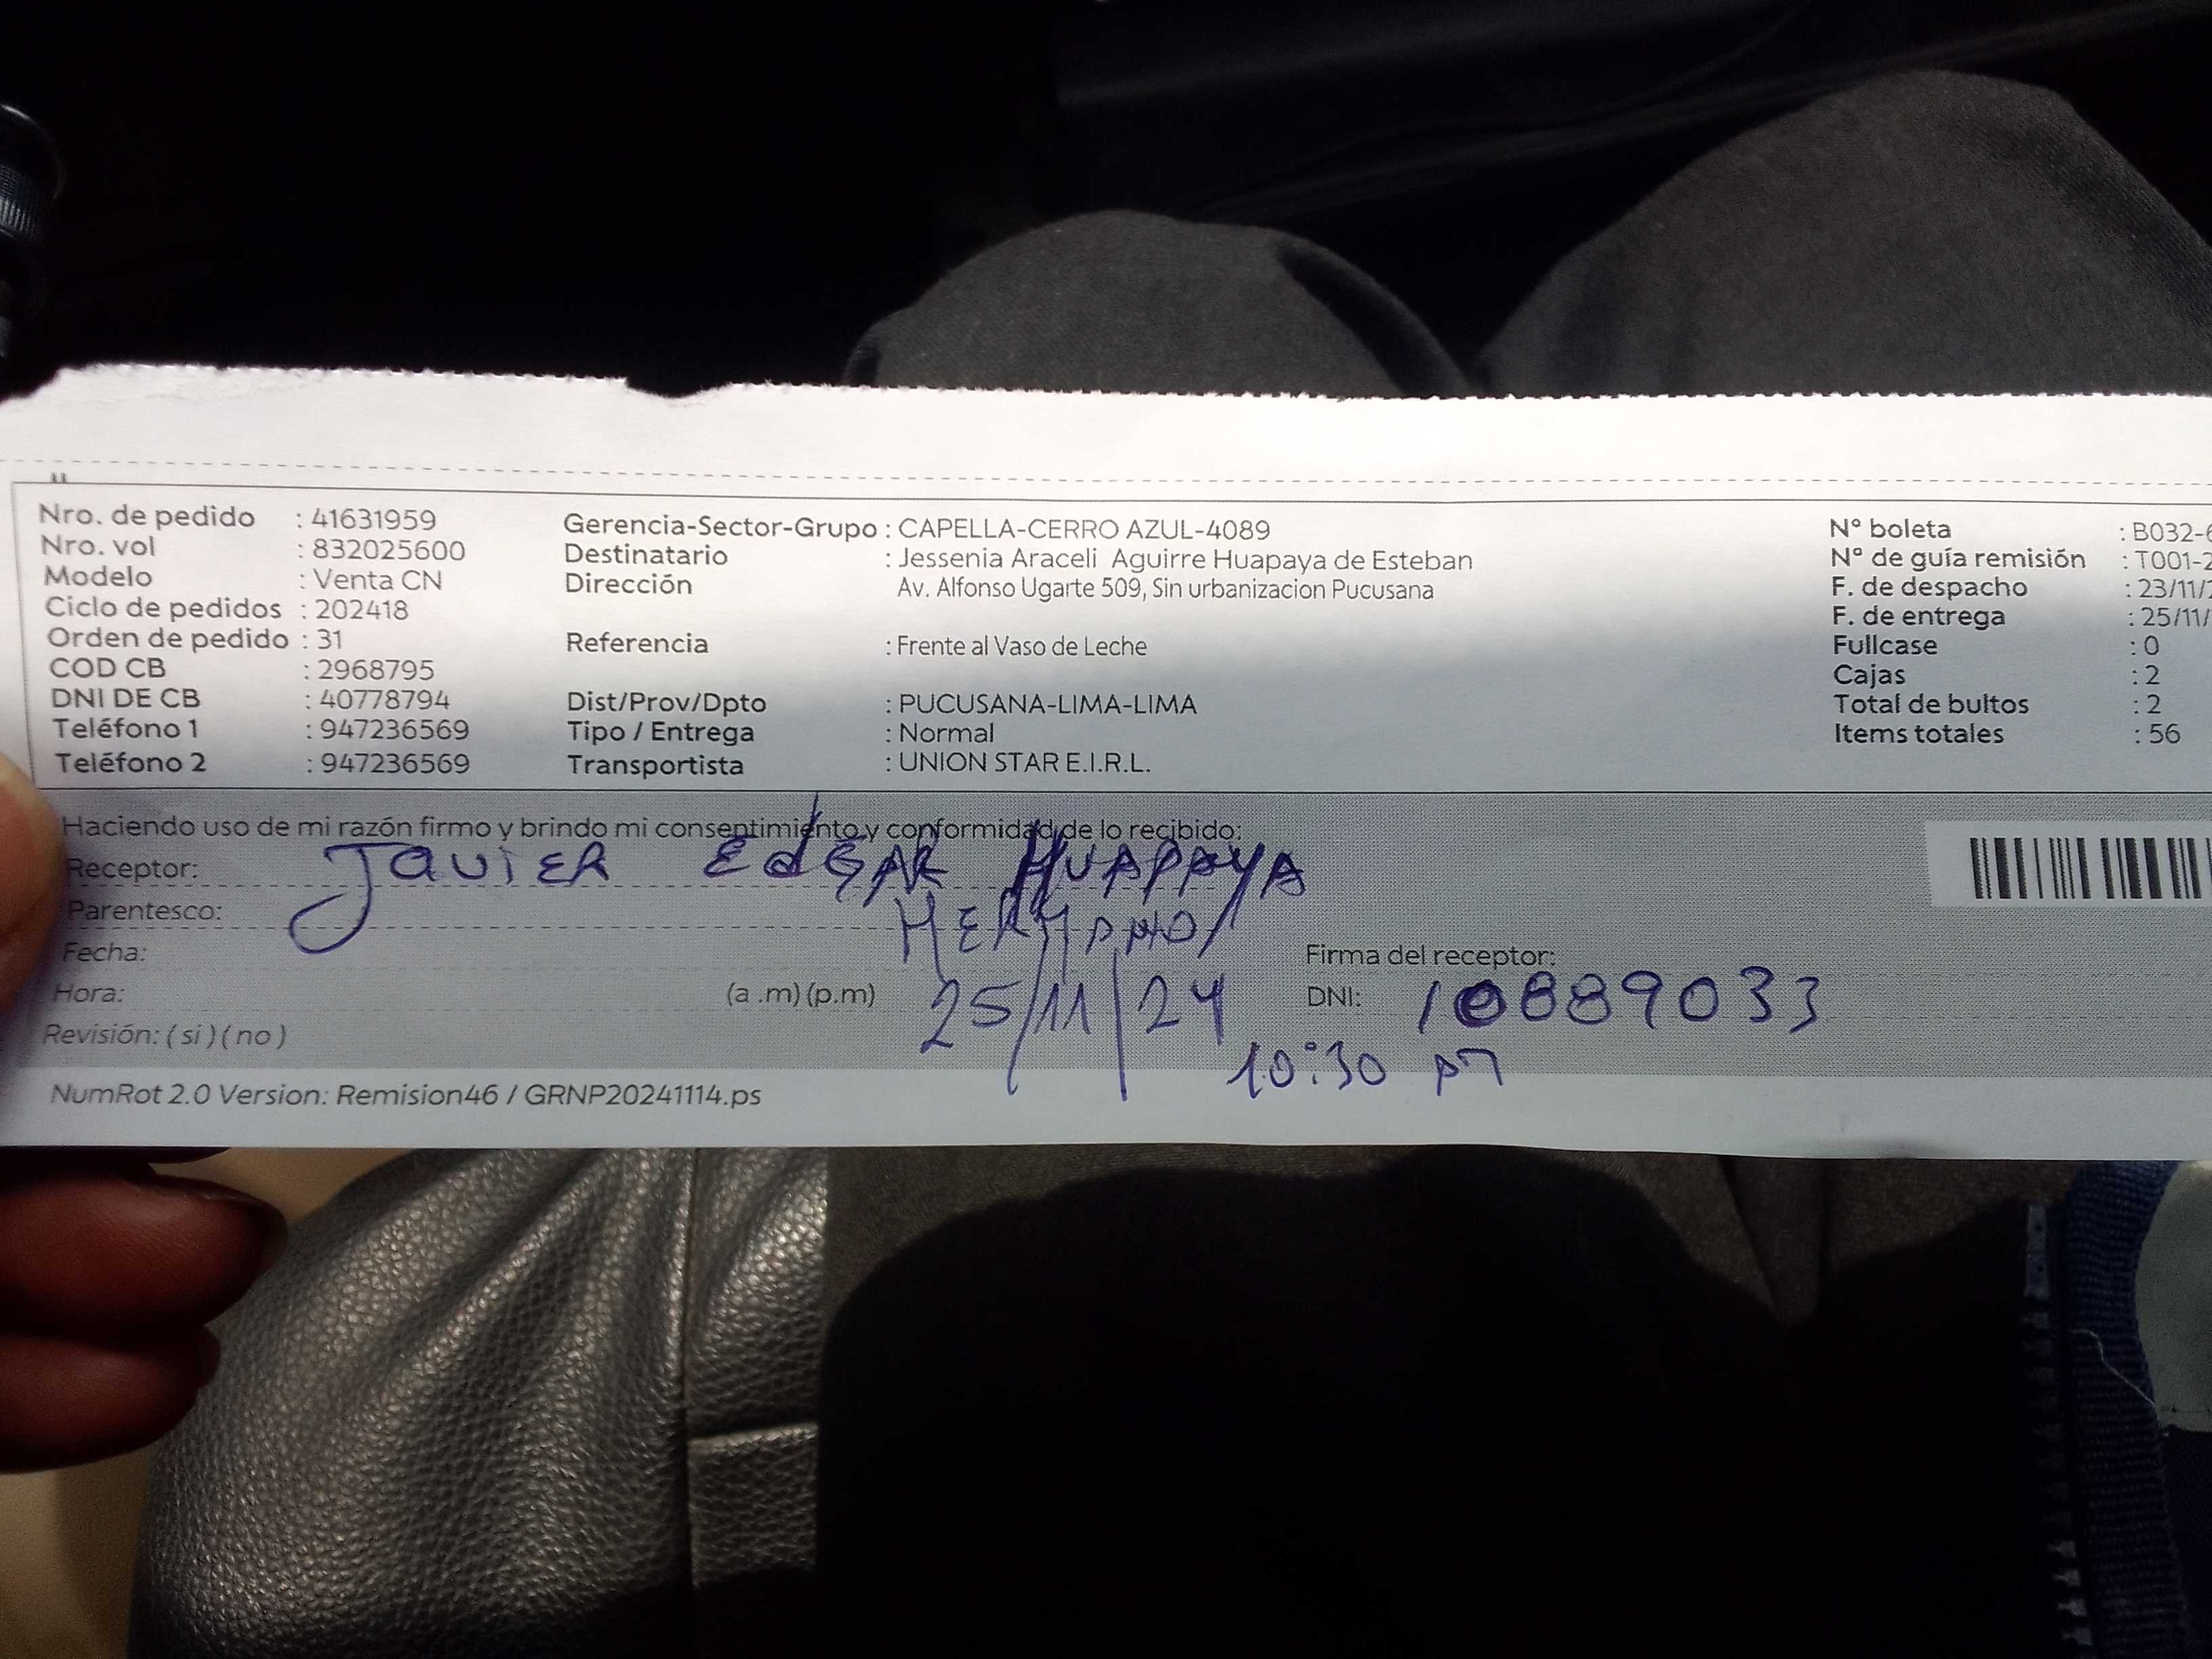 Nro. de pedido : 41631959
Nro. vol : 832025600
Modelo : Venta CN
Ciclo de pedidos : 202418
Orden de pedido : 31
COD CB : 2968795
DNI DE CB : 40778794
Teléfono 1 : 947236569
Teléfono 2 : 947236569
Gerencia-Sector-Grupo : CAPELLA-CERRO AZUL-4089
Destinatario : Jessenia Araceli Aguirre Huapaya de Esteban
Dirección Av. Alfonso Ugarte 509, Sin urbanizacion Pucusana
Referencia : Frente al Vaso de Leche
Dist/Prov/Dpto : PUCUSANA-LIMA-LIMA
Tipo / Entrega : Normal
Transportista : UNION STAR E.I.R.L.
N° boleta : B032-6
N° de guía remisión : T001-2
F. de despacho : 23/11/2
F. de entrega : 25/11/
Fullcase : 0
Cajas : 2
Total de bultos : 2
Items totales : 56
Haciendo uso de mi razón firmo y brindo mi consentimiento y conformidad de lo recibido:
Receptor: Javier Edgar Huapaya
Parentesco: HERMANO
Fecha: 25/11/24
Firma del receptor:
Hora: (a .m) (p.m) 10:30
DNI: 10889033
Revisión: ( si ) ( no )
NumRot 2.0 Version: Remision46 / GRNP20241114.ps